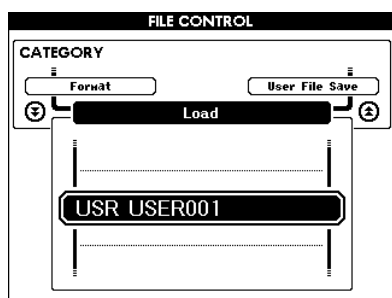 FILE CONTROL
CATEGORY
Format
User File Save
Load
USR USER001